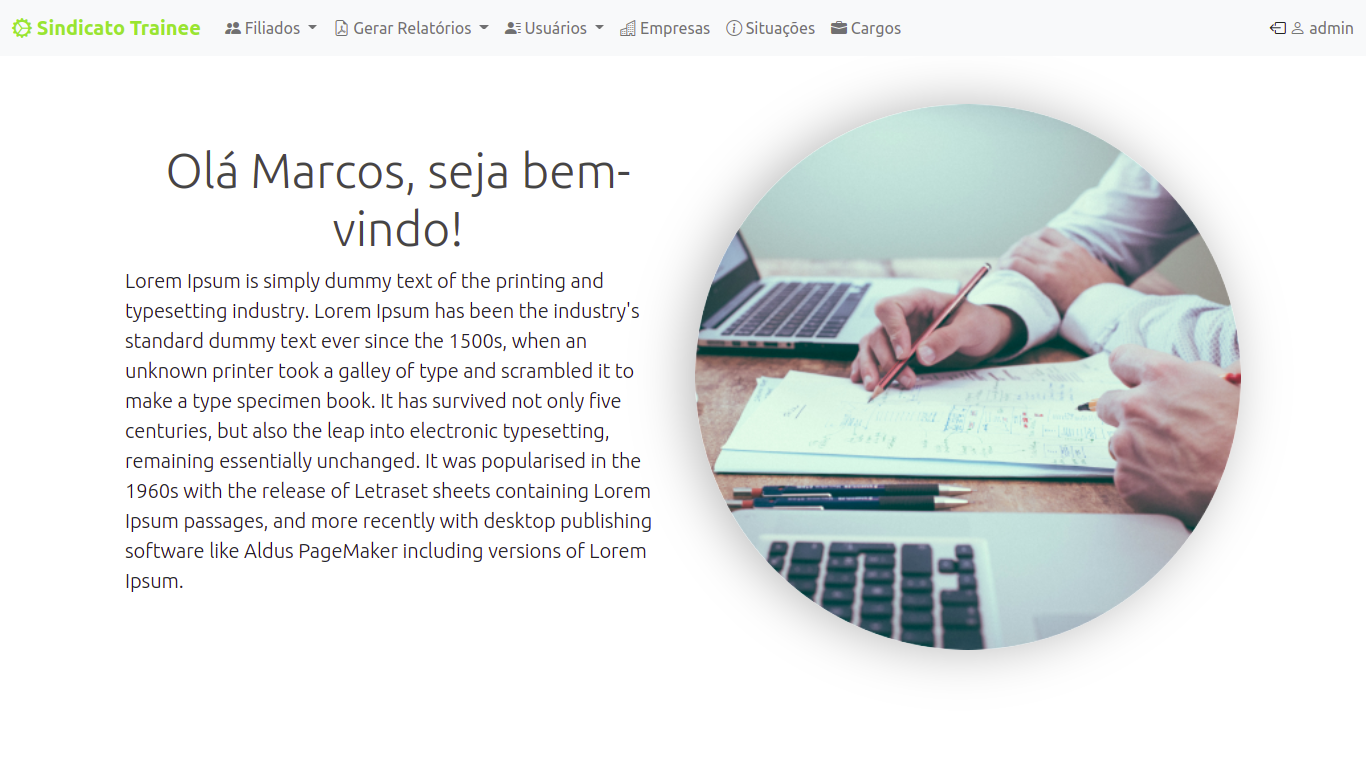 Sindicato Trainee Filiados Gerar Relatórios Usuários Empresas Situações Cargos admin
Olá Marcos, seja bem-
vindo!
Lorem Ipsum is simply dummy text of the printing and
typesetting industry. Lorem Ipsum has been the industry's
standard dummy text ever since the 1500s, when an
unknown printer took a galley of type and scrambled it to
make a type specimen book. It has survived not only five
centuries, but also the leap into electronic typesetting,
remaining essentially unchanged. It was popularised in the
1960s with the release of Letraset sheets containing Lorem
Ipsum passages, and more recently with desktop publishing
software like Aldus PageMaker including versions of Lorem
Ipsum.